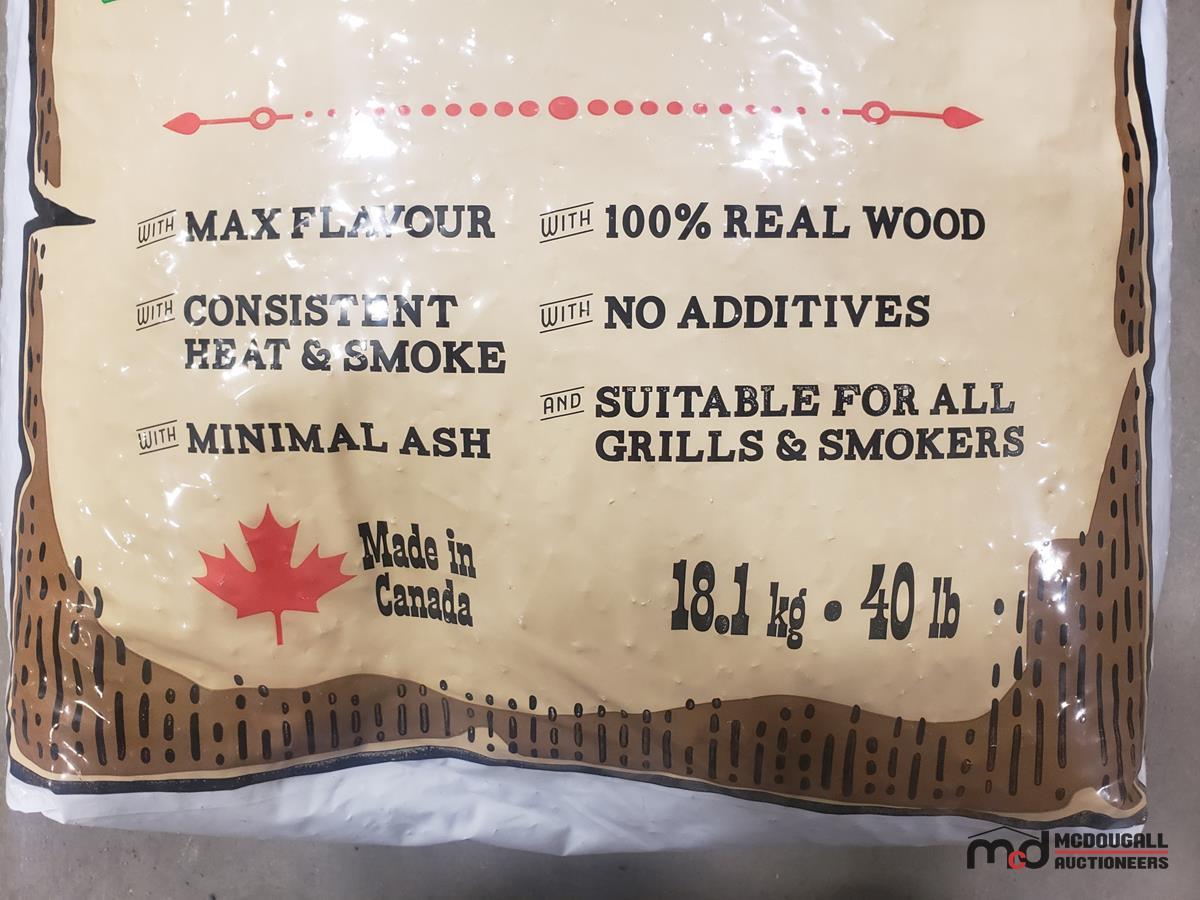 WITH MAX FLAVOUR
WITH CONSISTENT
HEAT & SMOKE
WITH MINIMAL ASH
WITH 100% REAL WOOD
WITH NO ADDITIVES
AND SUITABLE FOR ALL
GRILLS & SMOKERS
Made in
Canada
18.1 kg • 40 lb
mcd MCDOUGALL
AUCTIONEERS